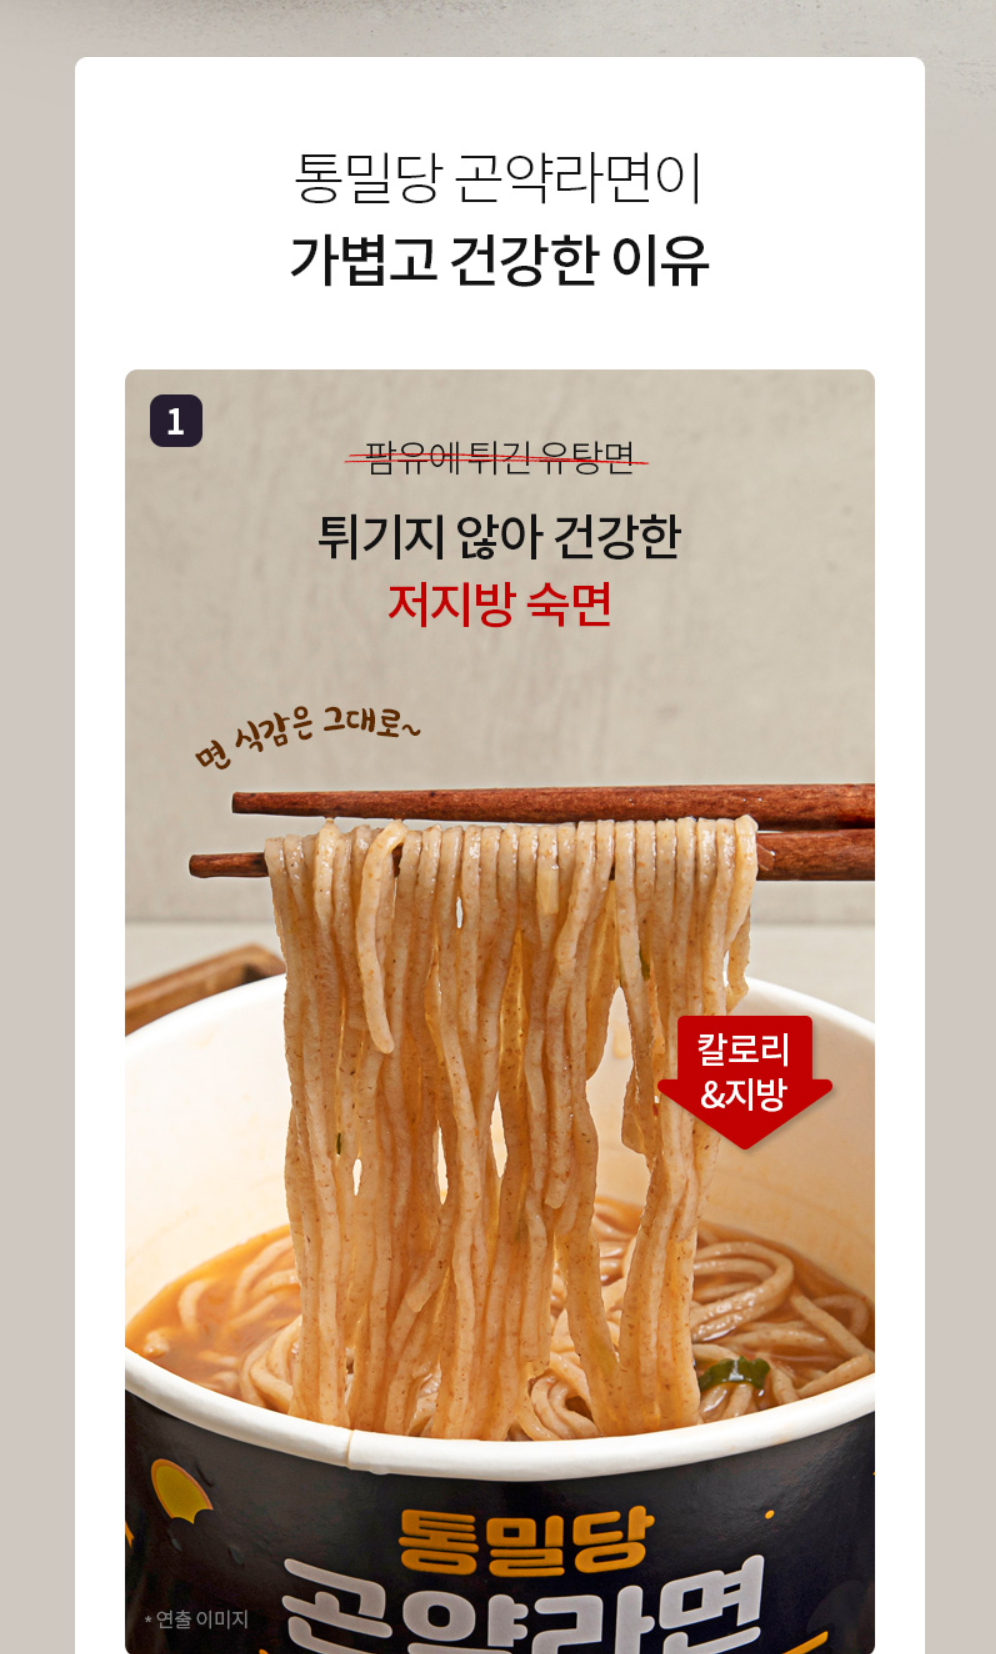 통밀당 곤약라면이
가볍고 건강한 이유
1
팜유에 튀긴 유탕면
튀기지 않아 건강한
저지방 숙면
면 식감은 그대로~
칼로리
&지방
통밀당
곤약라면
* 연출 이미지